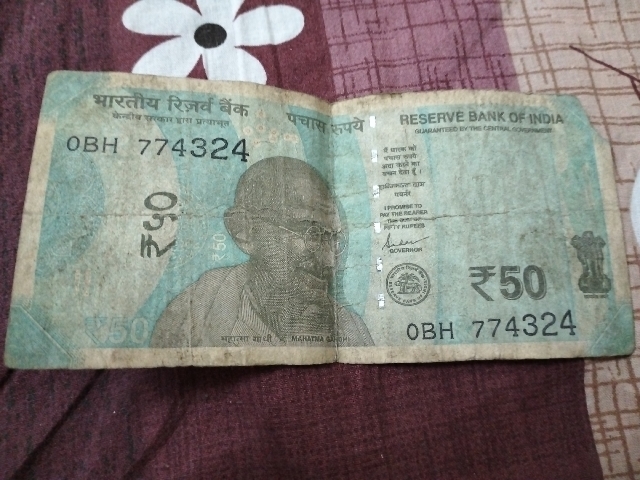 भारतीय रिज़र्व बैंक
केन्द्रीय सरकार द्वारा प्रत्याभूत
0BH 774324
पचास रुपये
RESERVE BANK OF INDIA
GUARANTEED BY THE CENTRAL GOVERNMENT
मैं धारक को
पचास रुपये
अदा करने का
वचन देता हूँ ।
गवर्नर
I PROMISE TO
PAY THE BEARER
THE SUM OF
FIFTY RUPEES
GOVERNOR
₹50
50
₹50
₹50
महात्मा गांधी MAHATMA GANDHI
0BH 774324